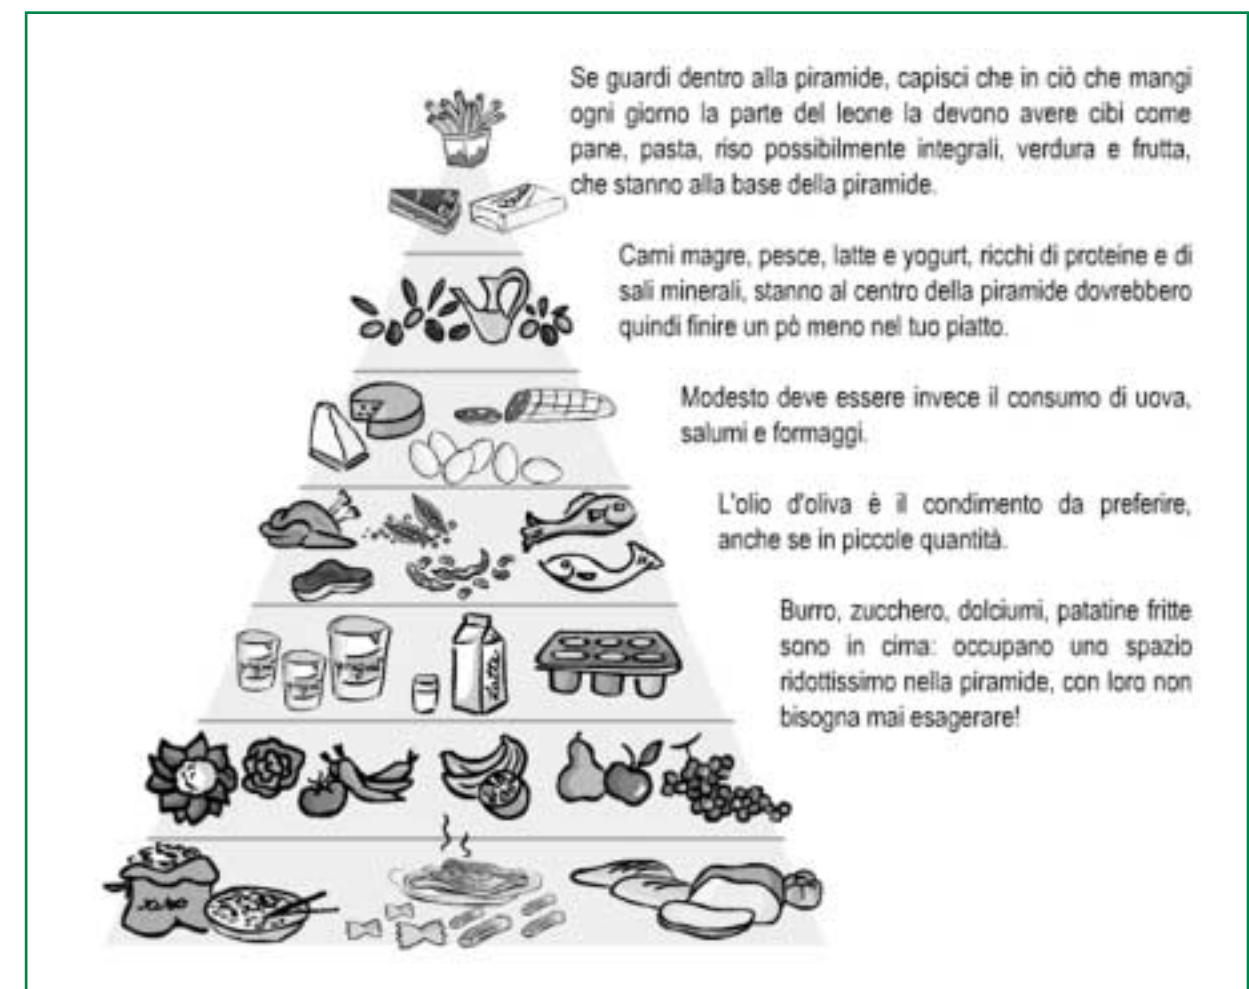 Se guardi dentro alla piramide, capisci che in ciò che mangi
ogni giorno la parte del leone la devono avere cibi come
pane, pasta, riso possibilmente integrali, verdura e frutta,
che stanno alla base della piramide.
Carni magre, pesce, latte e yogurt, ricchi di proteine e di
sali minerali, stanno al centro della piramide dovrebbero
quindi finire un pò meno nel tuo piatto.
Modesto deve essere invece il consumo di uova,
salumi e formaggi.
L'olio d'oliva è il condimento da preferire,
anche se in piccole quantità.
Burro, zucchero, dolciumi, patatine fritte
sono in cima: occupano uno spazio
ridottissimo nella piramide, con loro non
bisogna mai esagerare!
Latte